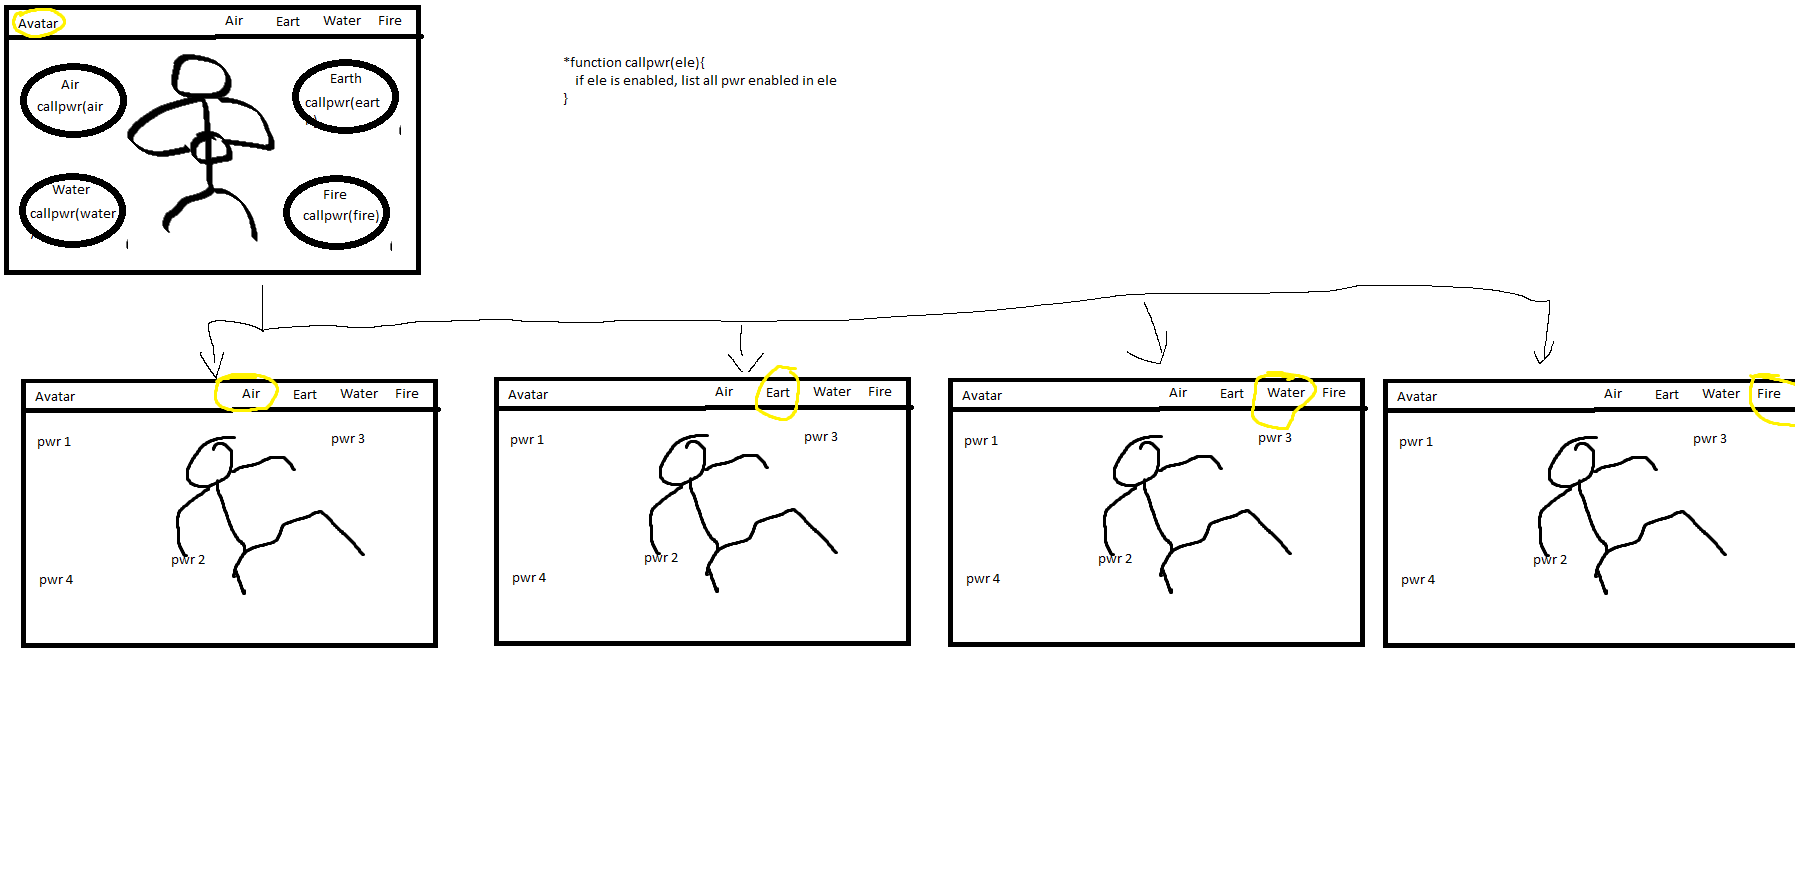 Avatar Air Eart Water Fire
Air
callpwr(air
Earth
callpwr(eart
Water
callpwr(water
Fire
callpwr(fire)
*function callpwr(ele){
if ele is enabled, list all pwr enabled in ele
}
Avatar Air Eart Water Fire
pwr 1
pwr 3
pwr 2
pwr 4
Avatar Air Eart Water Fire
pwr 1
pwr 3
pwr 2
pwr 4
Avatar Air Eart Water Fire
pwr 1
pwr 3
pwr 2
pwr 4
Avatar Air Eart Water Fire
pwr 1
pwr 3
pwr 2
pwr 4